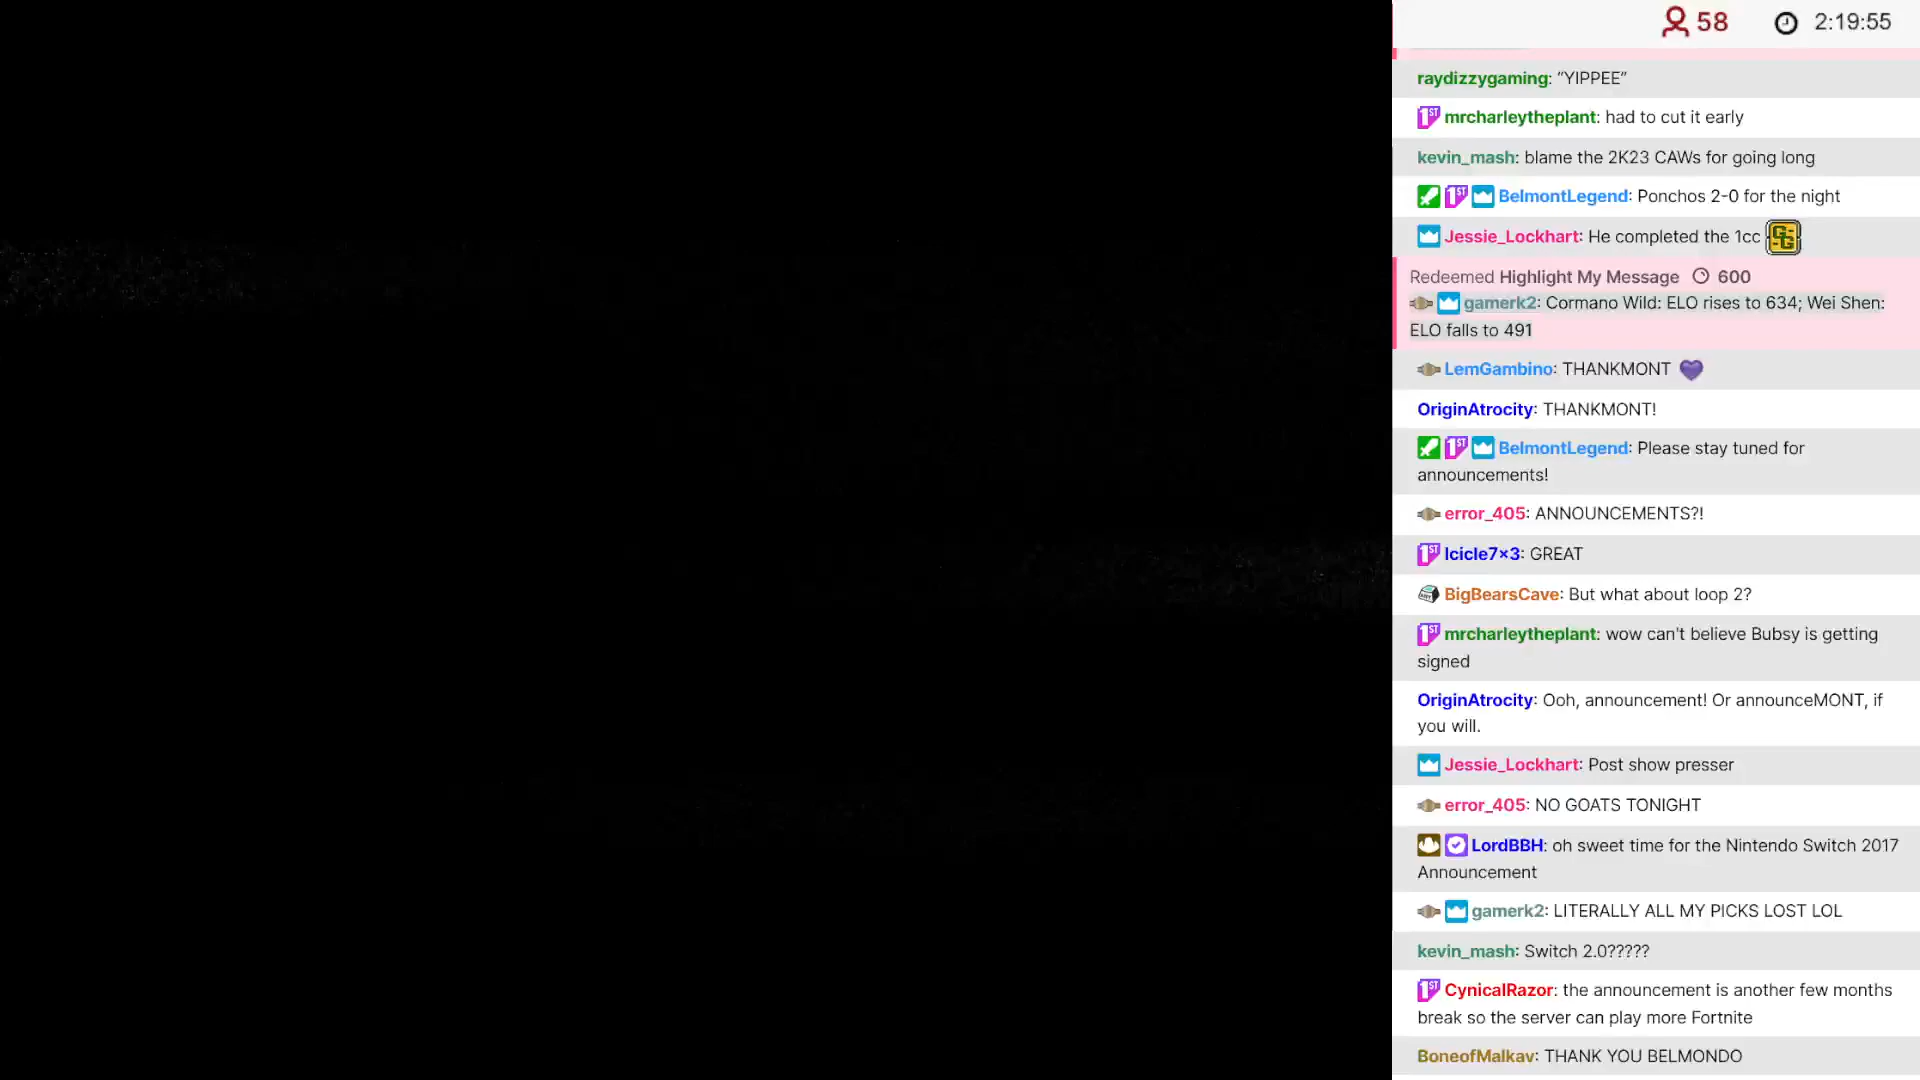 58 2:19:55
raydizzygaming: “YIPPEE”
mrcharleytheplant: had to cut it early
kevin_mash: blame the 2K23 CAWs for going long
BelmontLegend: Ponchos 2-0 for the night
Jessie_Lockhart: He completed the 1cc GG
Redeemed Highlight My Message 600
gamerk2: Cormano Wild: ELO rises to 634; Wei Shen:
ELO falls to 491
LemGambino: THANKMONT
OriginAtrocity: THANKMONT!
BelmontLegend: Please stay tuned for
announcements!
error_405: ANNOUNCEMENTS?!
Icicle7x3: GREAT
BigBearsCave: But what about loop 2?
mrcharleytheplant: wow can't believe Bubsy is getting
signed
OriginAtrocity: Ooh, announcement! Or announceMONT, if
you will.
Jessie_Lockhart: Post show presser
error_405: NO GOATS TONIGHT
LordBBH: oh sweet time for the Nintendo Switch 2017
Announcement
gamerk2: LITERALLY ALL MY PICKS LOST LOL
kevin_mash: Switch 2.0?????
CynicalRazor: the announcement is another few months
break so the server can play more Fortnite
BoneofMalkav: THANK YOU BELMONDO